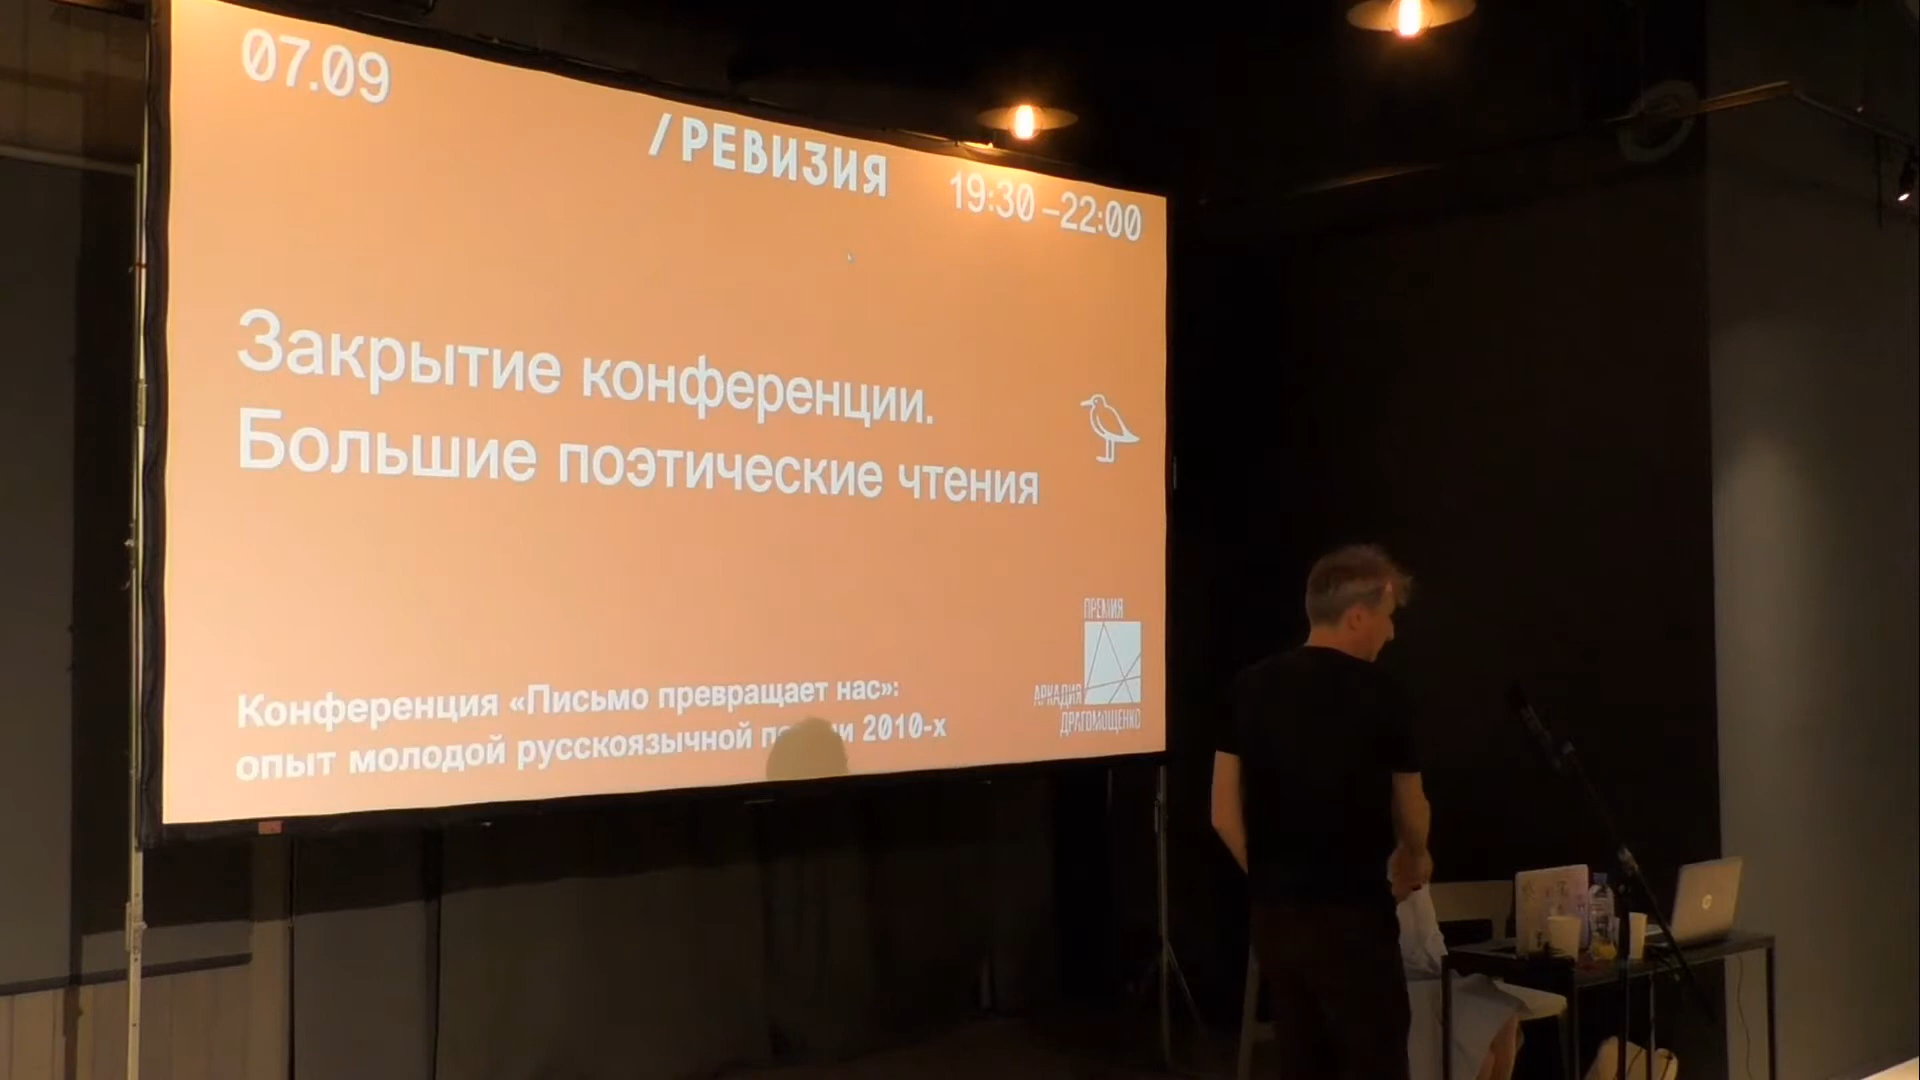 07.09
/РЕВИЗИЯ
19:30–22:00
Закрытие конференции.
Большие поэтические чтения
ПРЕМИЯ
АРКАДИЯ
ДРАГОМОЩЕНКО
Конференция «Письмо превращает нас»:
опыт молодой русскоязычной 2010-х
hp